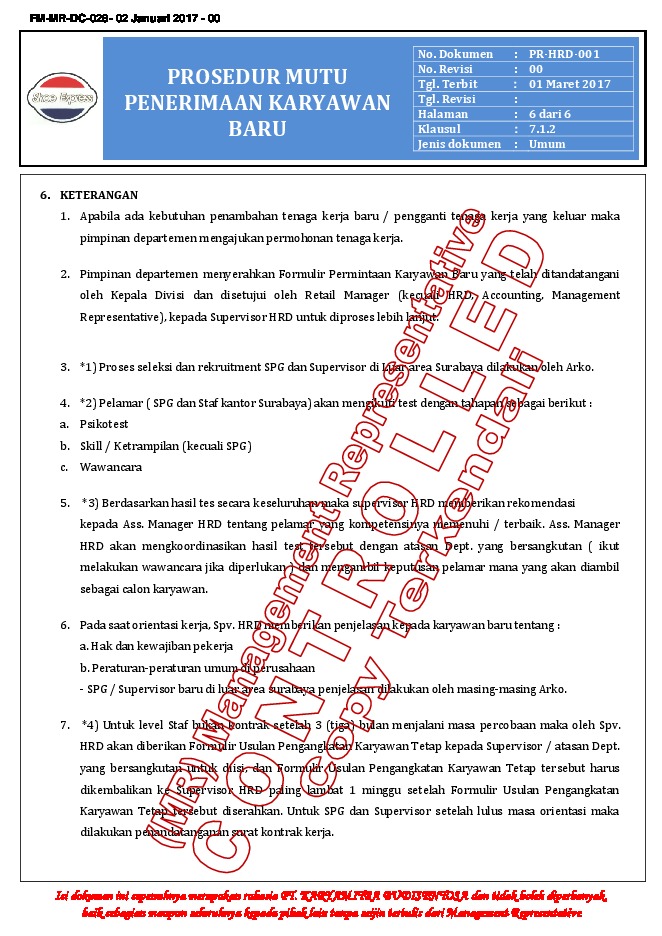 FM-MR-DC-028- 02 Januari 2017 - 00
Shoe Express
PROSEDUR MUTU
PENERIMAAN KARYAWAN
BARU
No. Dokumen : PR-HRD-001
No. Revisi : 00
Tgl. Terbit : 01 Maret 2017
Tgl. Revisi :
Halaman : 6 dari 6
Klausul : 7.1.2
Jenis dokumen : Umum
6. KETERANGAN
1. Apabila ada kebutuhan penambahan tenaga kerja baru / pengganti tenaga kerja yang keluar maka
pimpinan departemen mengajukan permohonan tenaga kerja.
2. Pimpinan departemen menyerahkan Formulir Permintaan Karyawan Baru yang telah ditandatangani
oleh Kepala Divisi dan disetujui oleh Retail Manager (kecuali HRD, Accounting, Management
Representative), kepada Supervisor HRD untuk diproses lebih lanjut.
3. *1) Proses seleksi dan rekruitment SPG dan Supervisor di Luar area Surabaya dilakukan oleh Arko.
4. *2) Pelamar ( SPG dan Staf kantor Surabaya) akan mengikuti test dengan tahapan sebagai berikut :
a. Psikotest
b. Skill / Ketrampilan (kecuali SPG)
c. Wawancara
5. *3) Berdasarkan hasil tes secara keseluruhan maka supervisor HRD memberikan rekomendasi
kepada Ass. Manager HRD tentang pelamar yang kompetensinya memenuhi / terbaik. Ass. Manager
HRD akan mengkoordinasikan hasil test tersebut dengan atasan Dept. yang bersangkutan ( ikut
melakukan wawancara jika diperlukan ) dan mengambil keputusan pelamar mana yang akan diambil
sebagai calon karyawan.
6. Pada saat orientasi kerja, Spv. HRD memberikan penjelasan kepada karyawan baru tentang :
a. Hak dan kewajiban pekerja
b. Peraturan-peraturan umum di perusahaan
- SPG / Supervisor baru di luar area surabaya penjelasan dilakukan oleh masing-masing Arko.
7. *4) Untuk level Staf bukan kontrak setelah 3 (tiga) bulan menjalani masa percobaan maka oleh Spv.
HRD akan diberikan Formulir Usulan Pengangkatan Karyawan Tetap kepada Supervisor / atasan Dept.
yang bersangkutan untuk diisi, dan Formulir Usulan Pengangkatan Karyawan Tetap tersebut harus
dikembalikan ke Supervisor HRD paling lambat 1 minggu setelah Formulir Usulan Pengangkatan
Karyawan Tetap tersebut diserahkan. Untuk SPG dan Supervisor setelah lulus masa orientasi maka
dilakukan penandatanganan surat kontrak kerja.
(MR) Management Representative
CONTROLLED
Copy Terkendali
Isi dokumen ini sepenuhnya merupakan rahasia PT. KARYAMITRA BUDISENTOSA dan tidak boleh diperbanyak,
baik sebagian maupun seluruhnya kepada pihak lain tanpa seijin tertulis dari Management Representative